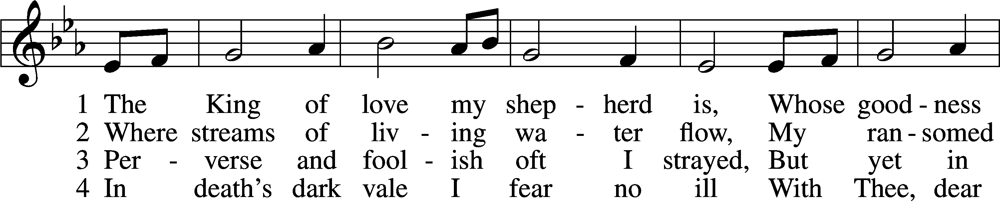 1 The King of love my shep - herd is, Whose good - ness
2 Where streams of liv - ing wa - ter flow, My ran - somed
3 Per - verse and fool - ish oft I strayed, But yet in
4 In death's dark vale I fear no ill With Thee, dear